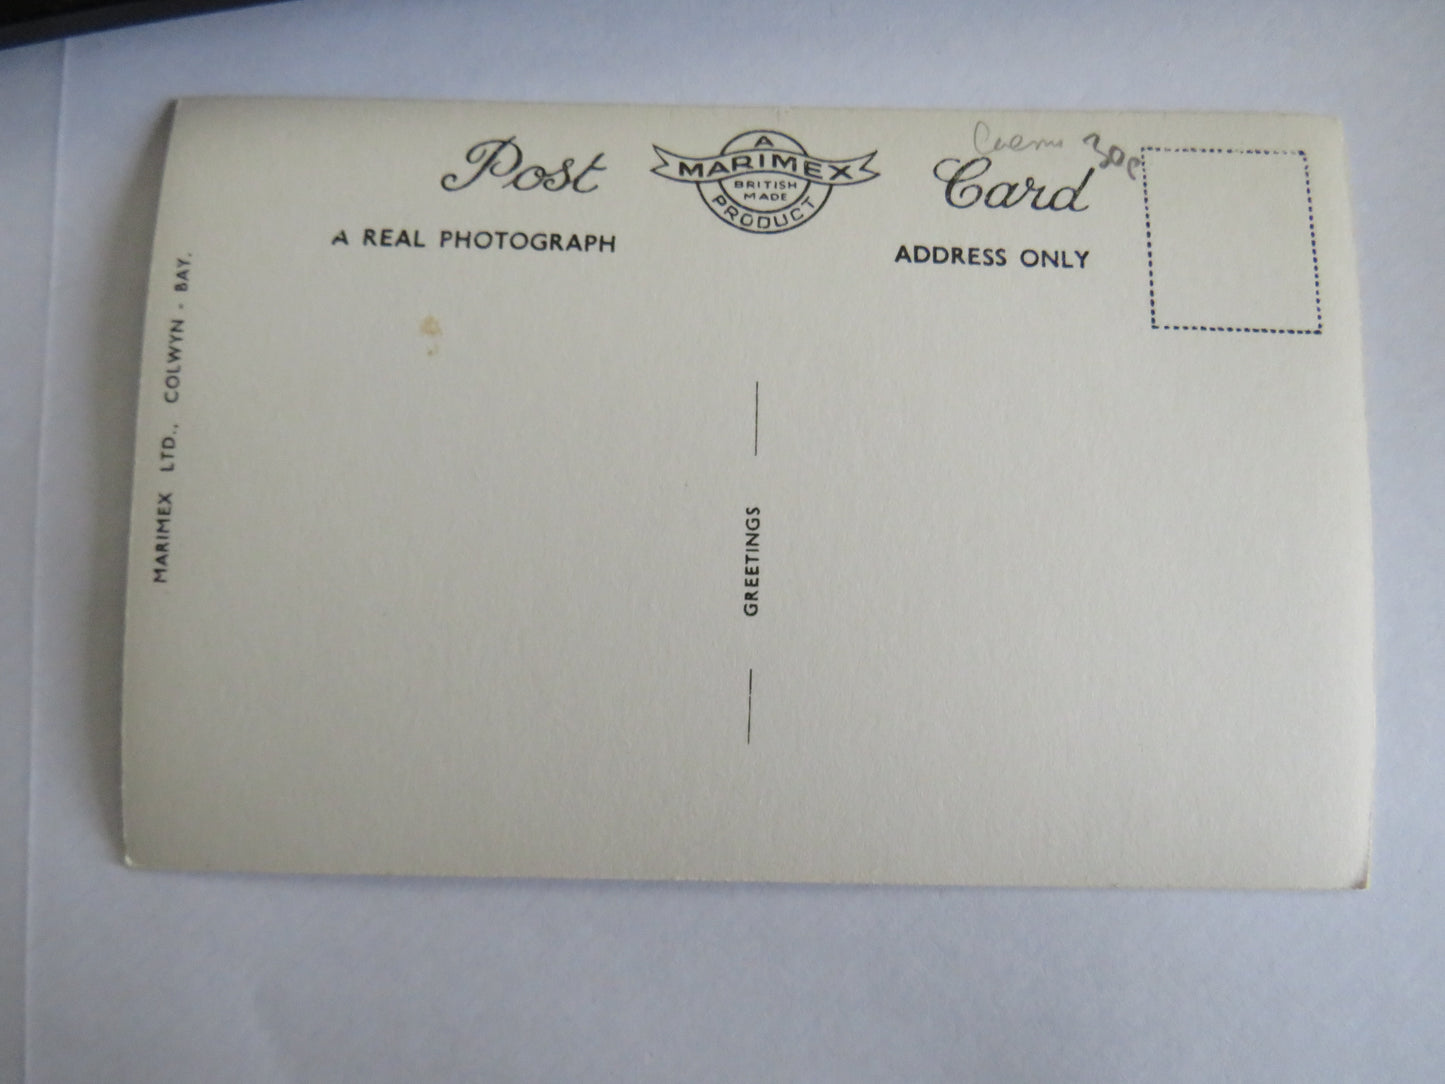 Post Card
A
MARIMEX
BRITISH
MADE
PRODUCT
A REAL PHOTOGRAPH
ADDRESS ONLY
MARIMEX LTD., COLWYN - BAY.
GREETINGS